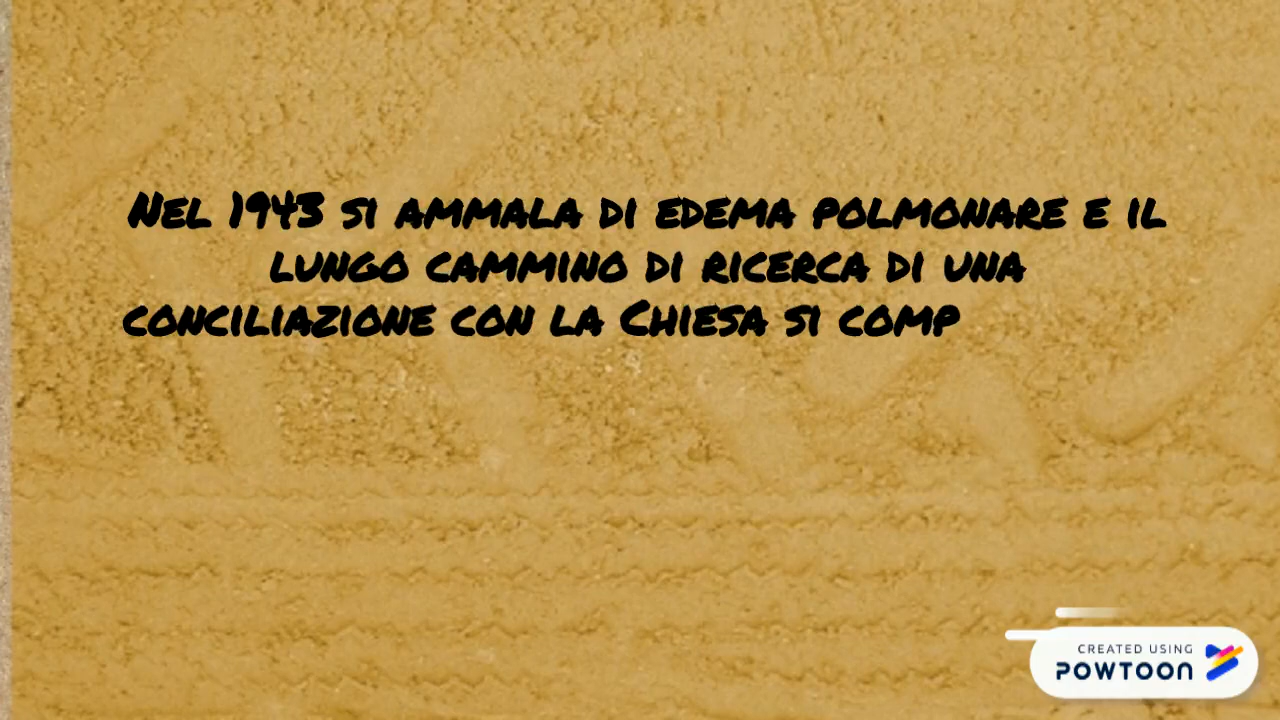 Nel 1943 si ammala di edema polmonare e il
lungo cammino di ricerca di una
conciliazione con la Chiesa si comp
CREATED USING
POWTOON